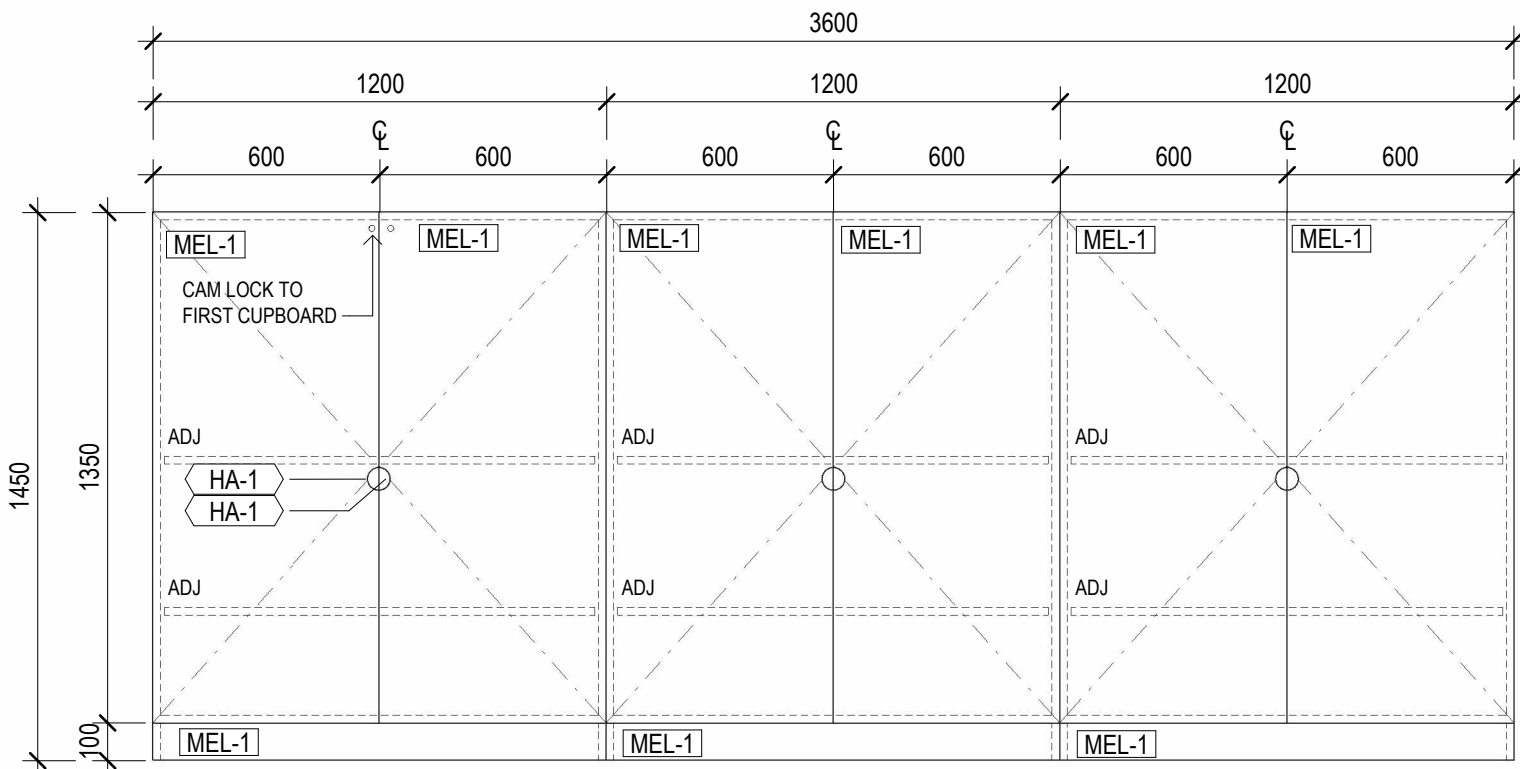 3600
1200
1200
1200
℄
℄
℄
600
600
600
600
600
600
MEL-1
MEL-1
MEL-1
MEL-1
MEL-1
MEL-1
CAM LOCK TO
FIRST CUPBOARD
ADJ
ADJ
ADJ
1450
1350
HA-1
HA-1
ADJ
ADJ
ADJ
100
MEL-1
MEL-1
MEL-1